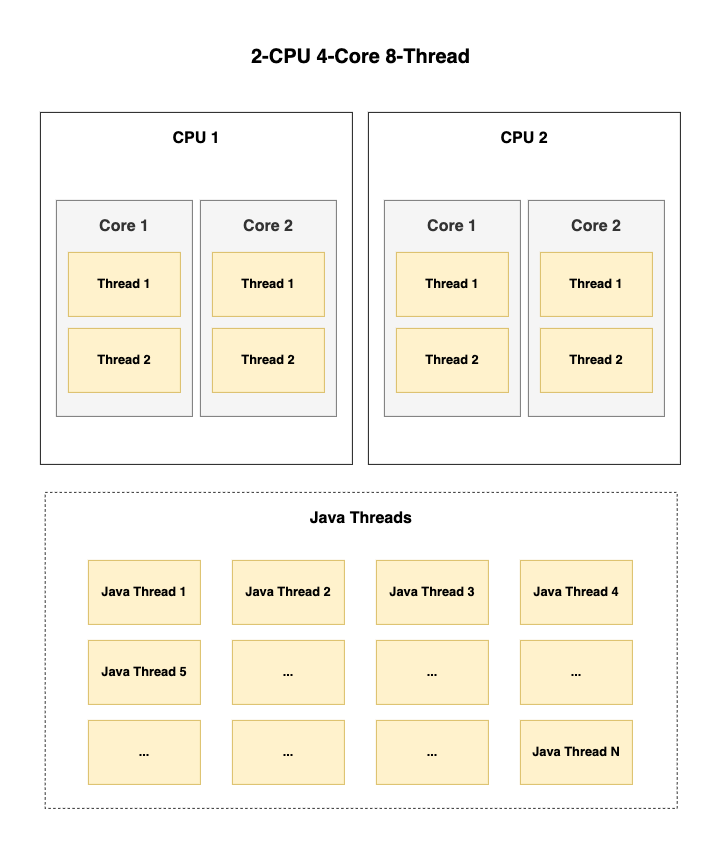 2-CPU 4-Core 8-Thread
CPU 1
CPU 2
Core 1
Core 2
Core 1
Core 2
Thread 1
Thread 1
Thread 1
Thread 1
Thread 2
Thread 2
Thread 2
Thread 2
Java Threads
Java Thread 1
Java Thread 2
Java Thread 3
Java Thread 4
Java Thread 5
...
...
...
...
...
...
Java Thread N